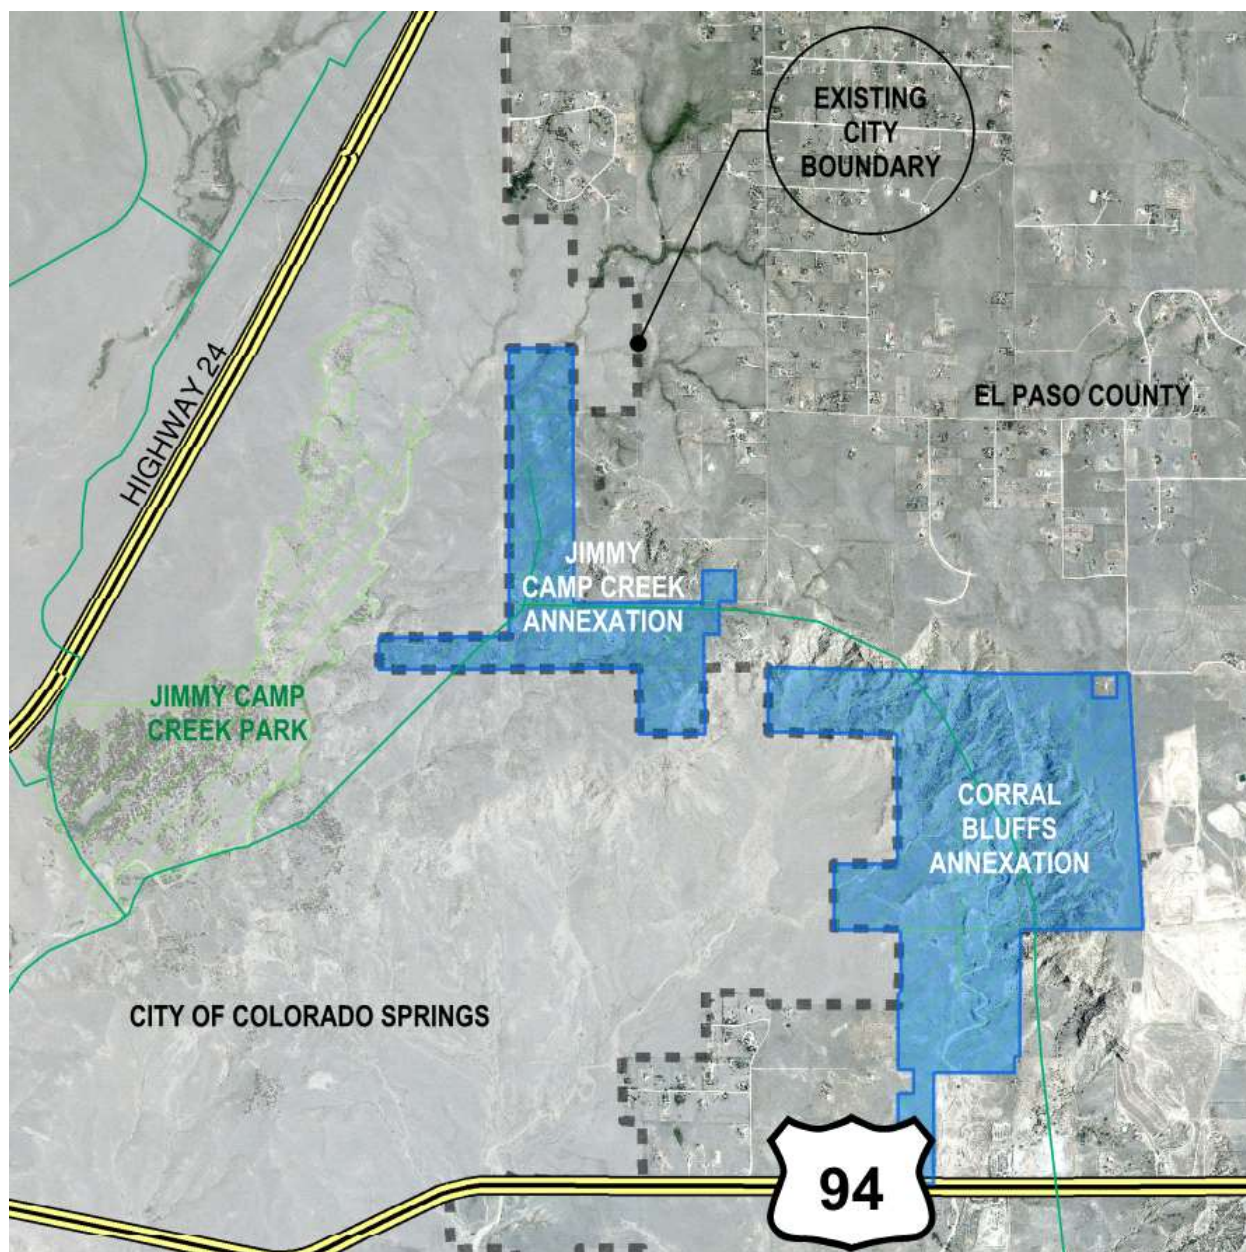 EXISTING
CITY
BOUNDARY
HIGHWAY 24
EL PASO COUNTY
JIMMY
CAMP CREEK
ANNEXATION
JIMMY CAMP
CREEK PARK
CORRAL
BLUFFS
ANNEXATION
CITY OF COLORADO SPRINGS
94